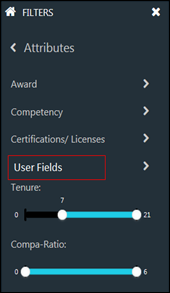 FILTERS
Attributes
Award
Competency
Certifications/ Licenses
User Fields
Tenure:
7
0 21
Compa-Ratio:
0 6